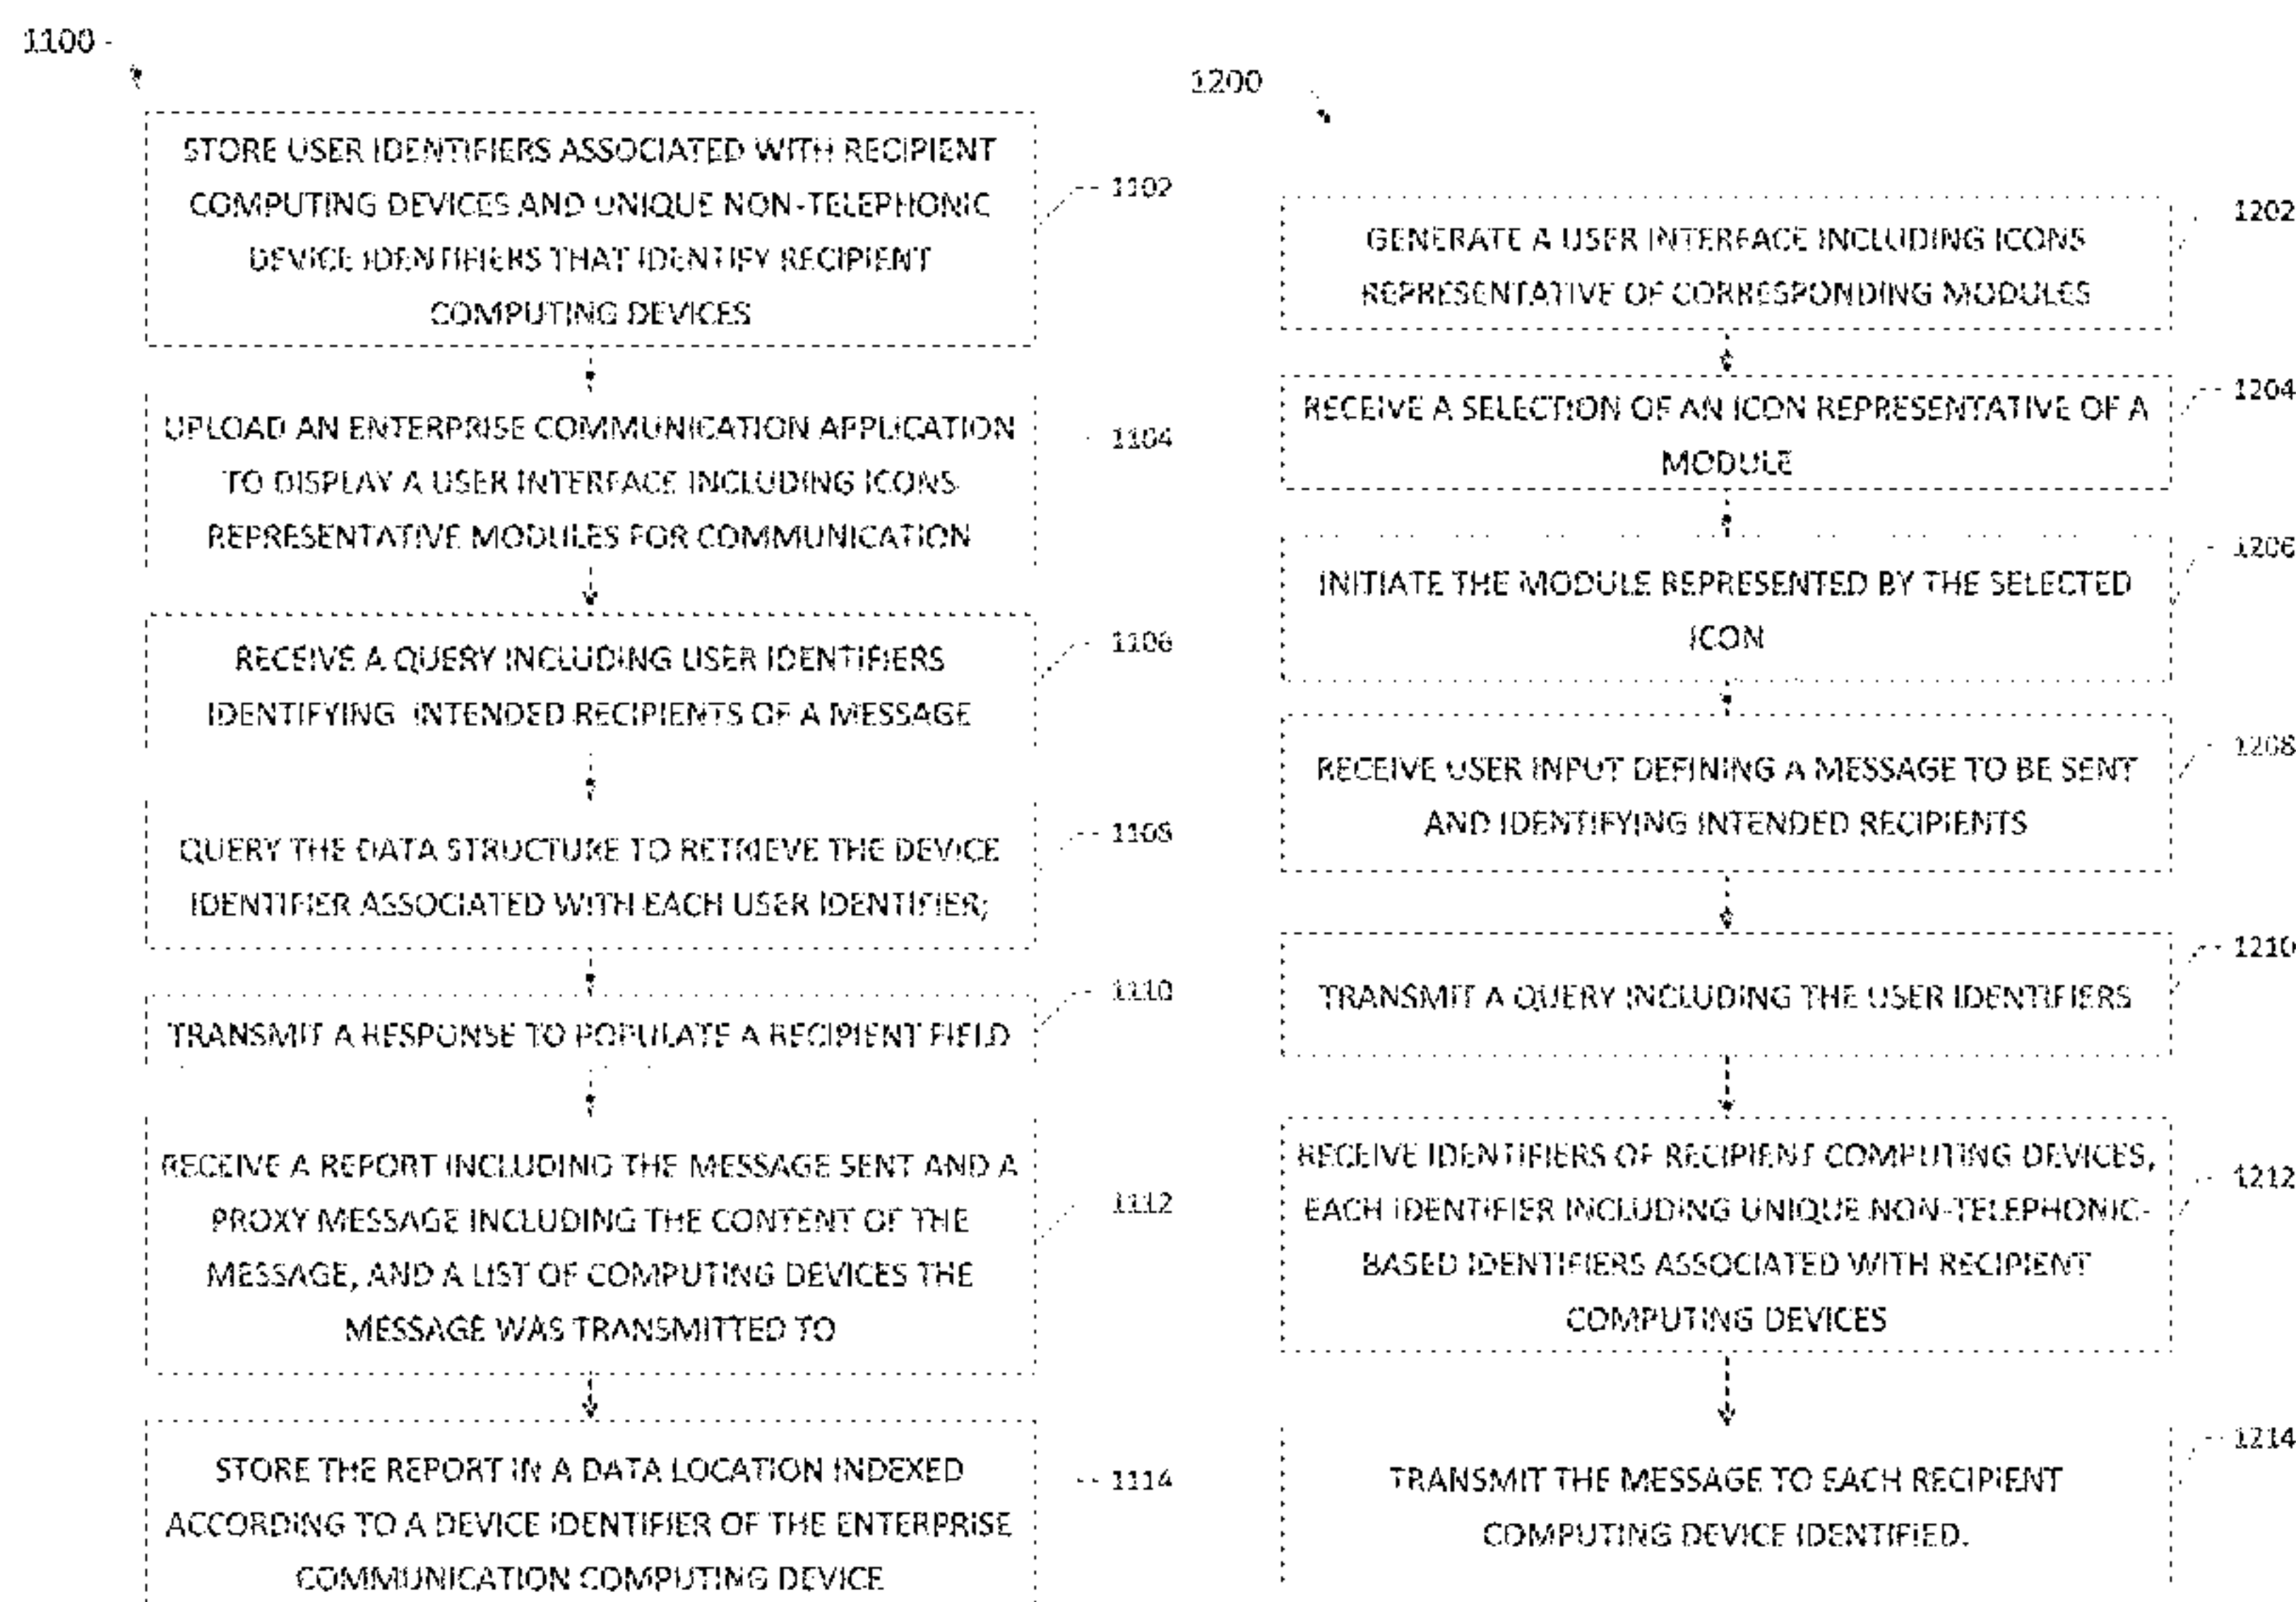 1100
STORE USER IDENTIFIERS ASSOCIATED WITH RECIPIENT
COMPUTING DEVICES AND UNIQUE NON-TELEPHONIC
DEVICE IDENTIFIERS THAT IDENTIFY RECIPIENT
COMPUTING DEVICES
1102
UPLOAD AN ENTERPRISE COMMUNICATION APPLICATION
TO DISPLAY A USER INTERFACE INCLUDING ICONS
REPRESENTATIVE MODULES FOR COMMUNICATION
1104
RECEIVE A QUERY INCLUDING USER IDENTIFIERS
IDENTIFYING INTENDED RECIPIENTS OF A MESSAGE
1106
QUERY THE DATA STRUCTURE TO RETRIEVE THE DEVICE
IDENTIFIER ASSOCIATED WITH EACH USER IDENTIFIER;
1108
TRANSMIT A RESPONSE TO POPULATE A RECIPIENT FIELD
1110
RECEIVE A REPORT INCLUDING THE MESSAGE SENT AND A
PROXY MESSAGE INCLUDING THE CONTENT OF THE
MESSAGE, AND A LIST OF COMPUTING DEVICES THE
MESSAGE WAS TRANSMITTED TO
1112
STORE THE REPORT IN A DATA LOCATION INDEXED
ACCORDING TO A DEVICE IDENTIFIER OF THE ENTERPRISE
COMMUNICATION COMPUTING DEVICE
1114
1200
GENERATE A USER INTERFACE INCLUDING ICONS
REPRESENTATIVE OF CORRESPONDING MODULES
1202
RECEIVE A SELECTION OF AN ICON REPRESENTATIVE OF A
MODULE
1204
INITIATE THE MODULE REPRESENTED BY THE SELECTED
ICON
1206
RECEIVE USER INPUT DEFINING A MESSAGE TO BE SENT
AND IDENTIFYING INTENDED RECIPIENTS
1208
TRANSMIT A QUERY INCLUDING THE USER IDENTIFIERS
1210
RECEIVE IDENTIFIERS OF RECIPIENT COMPUTING DEVICES,
EACH IDENTIFIER INCLUDING UNIQUE NON-TELEPHONIC-
BASED IDENTIFIERS ASSOCIATED WITH RECIPIENT
COMPUTING DEVICES
1212
TRANSMIT THE MESSAGE TO EACH RECIPIENT
COMPUTING DEVICE IDENTIFIED.
1214